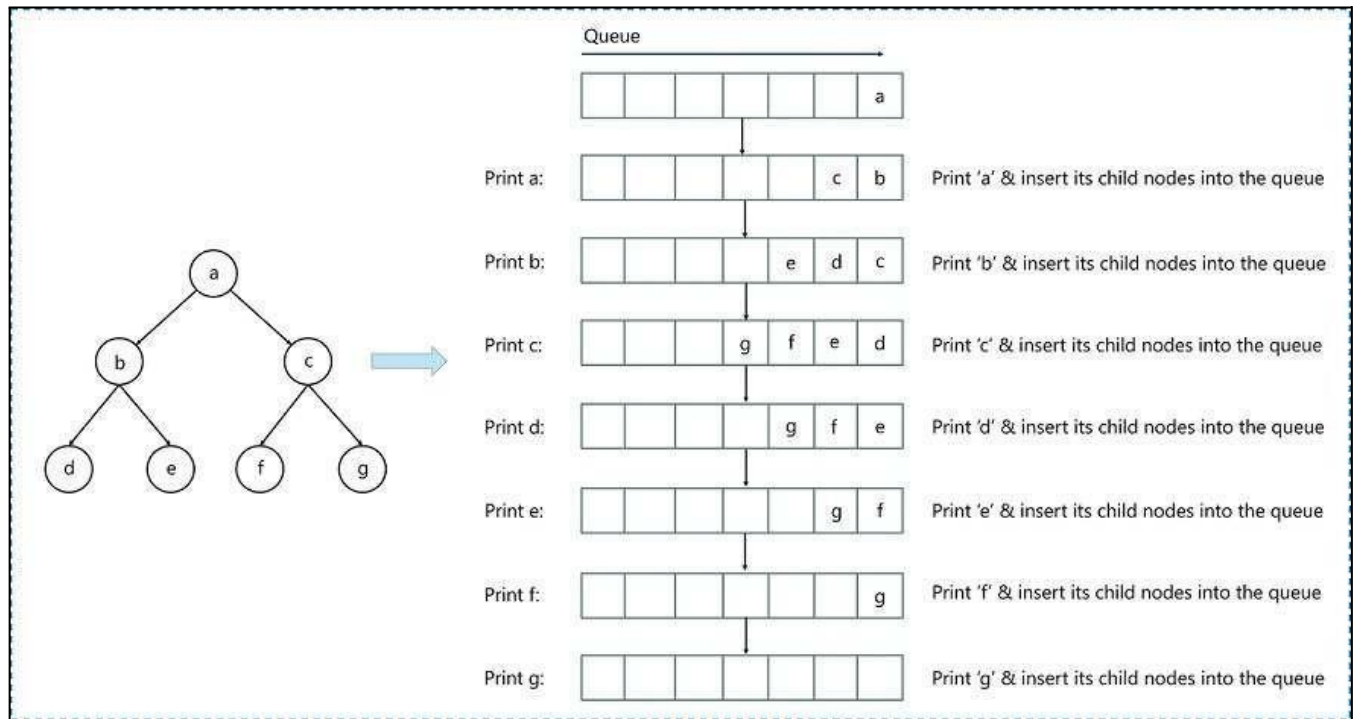 Queue
a
Print a: c b Print 'a' & insert its child nodes into the queue
Print b: e d c Print 'b' & insert its child nodes into the queue
a
Print c: g f e d Print 'c' & insert its child nodes into the queue
b c
Print d: g f e Print 'd' & insert its child nodes into the queue
d e f g
Print e: g f Print 'e' & insert its child nodes into the queue
Print f: g Print 'f' & insert its child nodes into the queue
Print g: Print 'g' & insert its child nodes into the queue